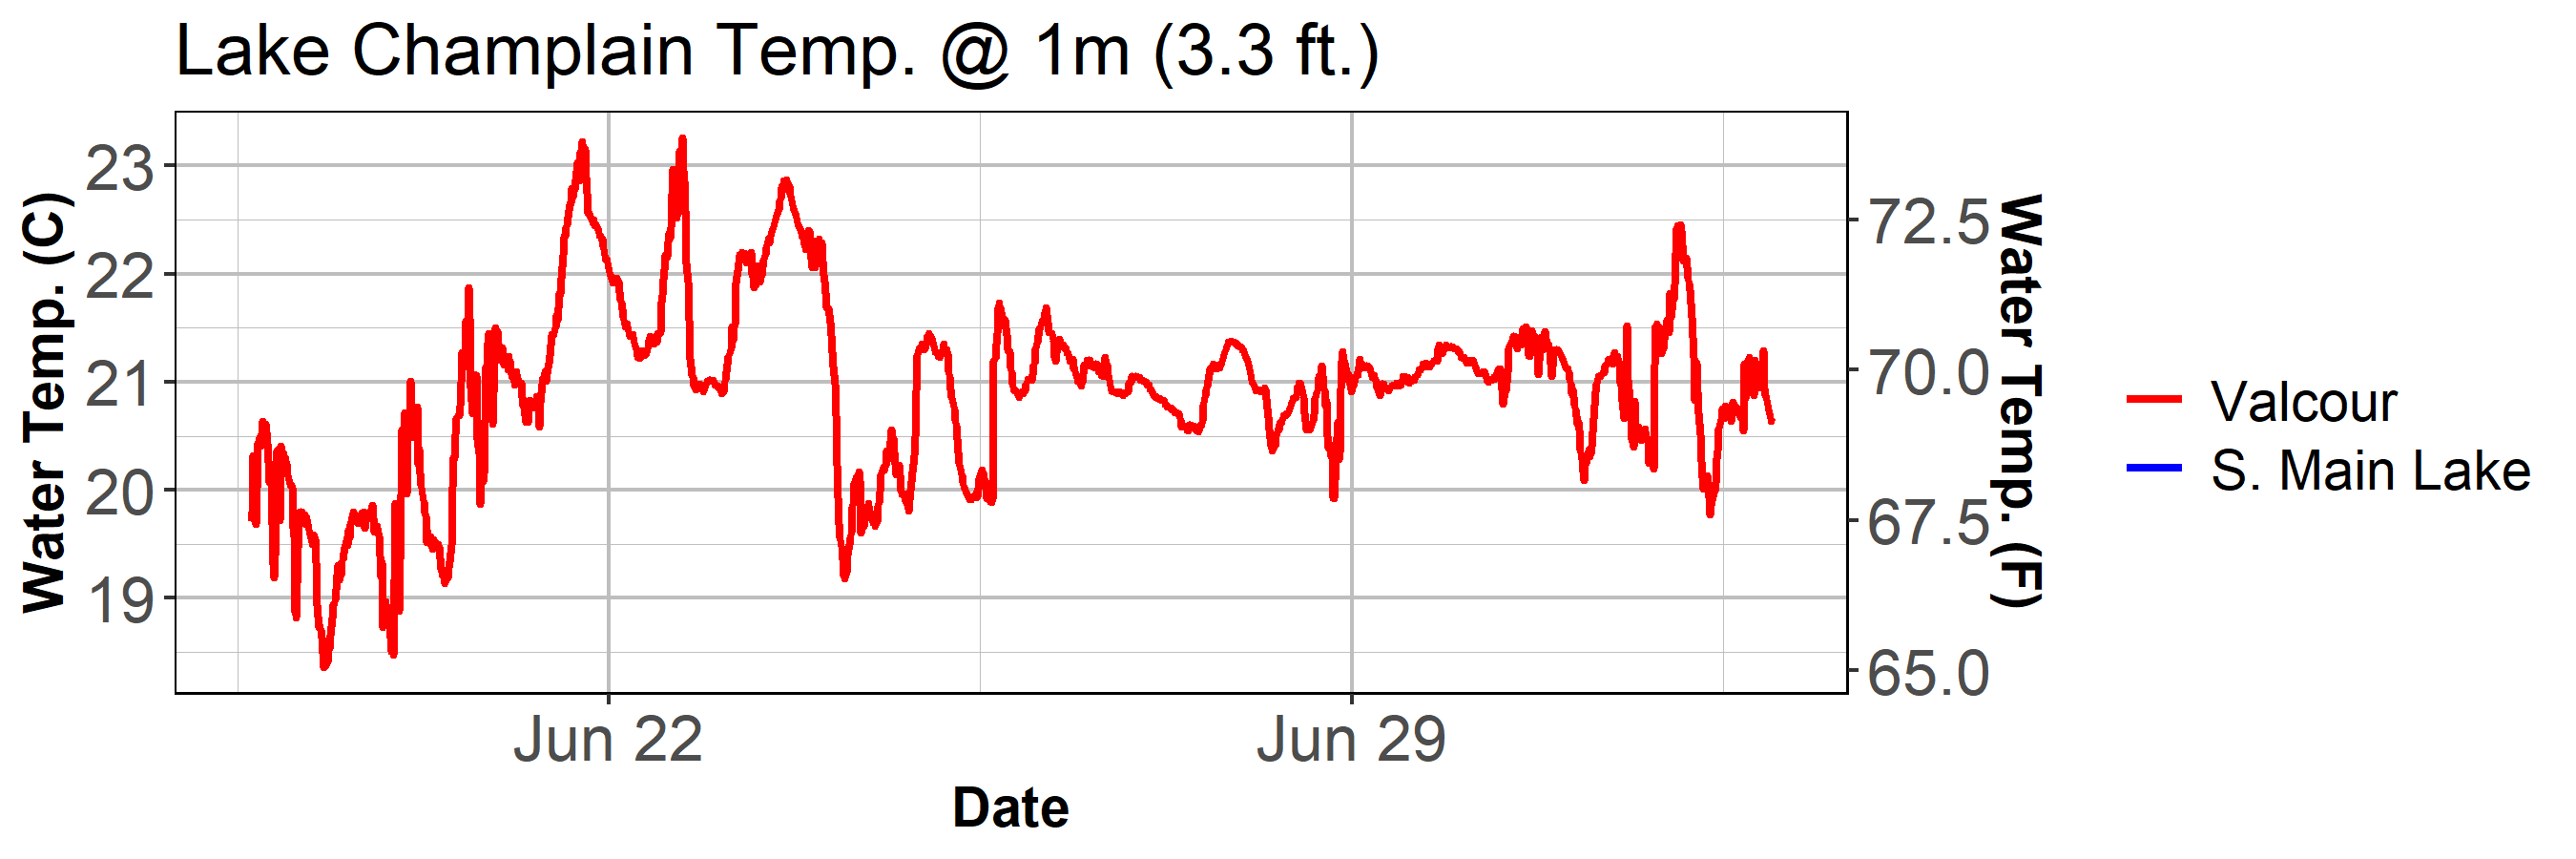 Lake Champlain Temp. @ 1m (3.3 ft.)
Water Temp. (C)
23
22
21
20
19
72.5
70.0
67.5
65.0
Water Temp. (F)
Jun 22
Jun 29
Date
Valcour
S. Main Lake